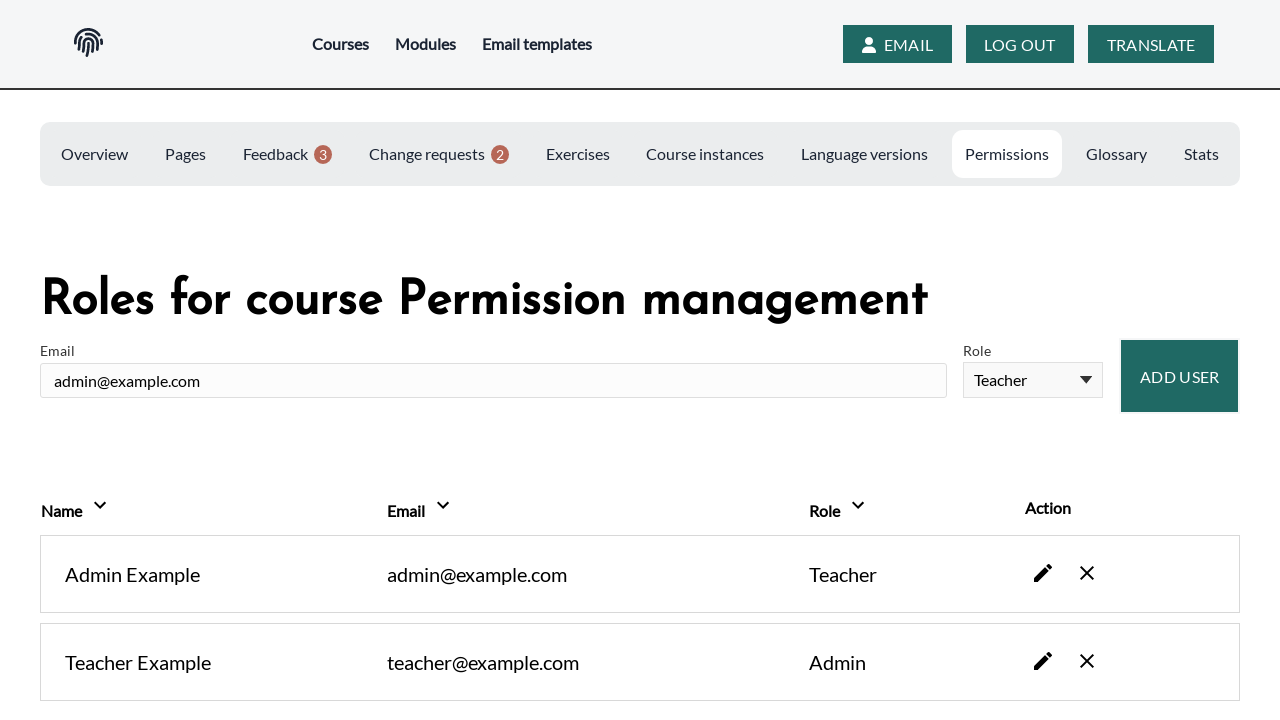 Courses Modules Email templates EMAIL LOG OUT TRANSLATE
Overview Pages Feedback 3 Change requests 2 Exercises Course instances Language versions Permissions Glossary Stats
Roles for course Permission management
Email Role
admin@example.com Teacher ADD USER
Name Email Role Action
Admin Example admin@example.com Teacher
Teacher Example teacher@example.com Admin